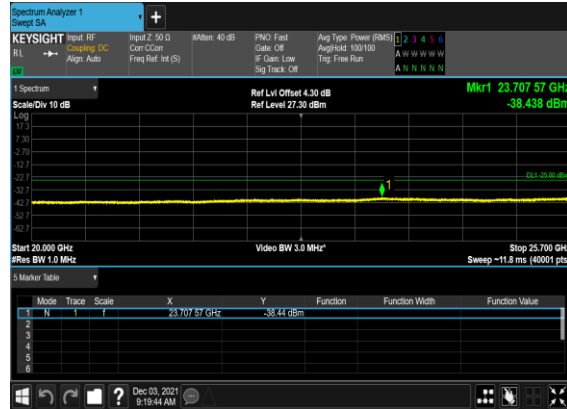 Spectrum Analyzer 1
Swept SA
+
KEYSIGHT Input: RF Input Z: 50 Ω #Atten: 40 dB PNO: Fast Avg Type: Power (RMS) 1 2 3 4 5 6
RL Coupling: DC Corr CCorr Gate: Off Avg|Hold: 100/100 A W W W W W
Align: Auto Freq Ref: Int (S) IF Gain: Low Trig: Free Run
Sig Track: Off A N N N N N
1 Spectrum Ref Lvl Offset 4.30 dB Mkr1 23.707 57 GHz
Scale/Div 10 dB Ref Level 27.30 dBm -38.438 dBm
Log
17.3
7.30
-2.70
-12.7
-22.7 DL1 -25.00 dBm
-32.7 1
-42.7
-52.7
-62.7
Start 20.000 GHz Video BW 3.0 MHz* Stop 25.700 GHz
#Res BW 1.0 MHz Sweep ~11.8 ms (40001 pts)
5 Marker Table
Mode Trace Scale X Y Function Function Width Function Value
1 N 1 f 23.707 57 GHz -38.44 dBm
2
3
4
5
6
? Dec 03, 2021
9:19:44 AM